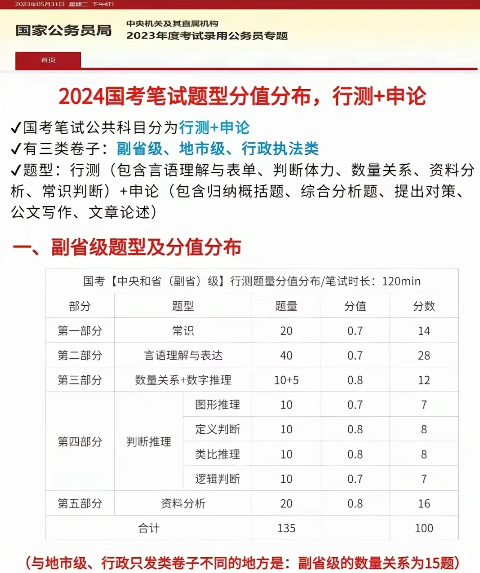 2023年05月31日 星期二 下午好!
国家公务员局
中央机关及其直属机构
2023年度考试录用公务员专题
首页
2024国考笔试题型分值分布，行测+申论
✓国考笔试公共科目分为行测+申论
✓有三类卷子：副省级、地市级、行政执法类
✓题型：行测（包含言语理解与表单、判断体力、数量关系、资料分
析、常识判断）+申论（包含归纳概括题、综合分析题、提出对策、
公文写作、文章论述）
一、副省级题型及分值分布
国考【中央和省（副省）级】行测题量分值分布/笔试时长：120min
部分 题型 题量 分值 分数
第一部分 常识 20 0.7 14
第二部分 言语理解与表达 40 0.7 28
第三部分 数量关系+数字推理 10+5 0.8 12
第四部分 判断推理 图形推理 10 0.7 7
定义判断 10 0.8 8
类比推理 10 0.8 8
逻辑判断 10 0.7 7
第五部分 资料分析 20 0.8 16
合计 135 100
（与地市级、行政只发类卷子不同的地方是：副省级的数量关系为15题）